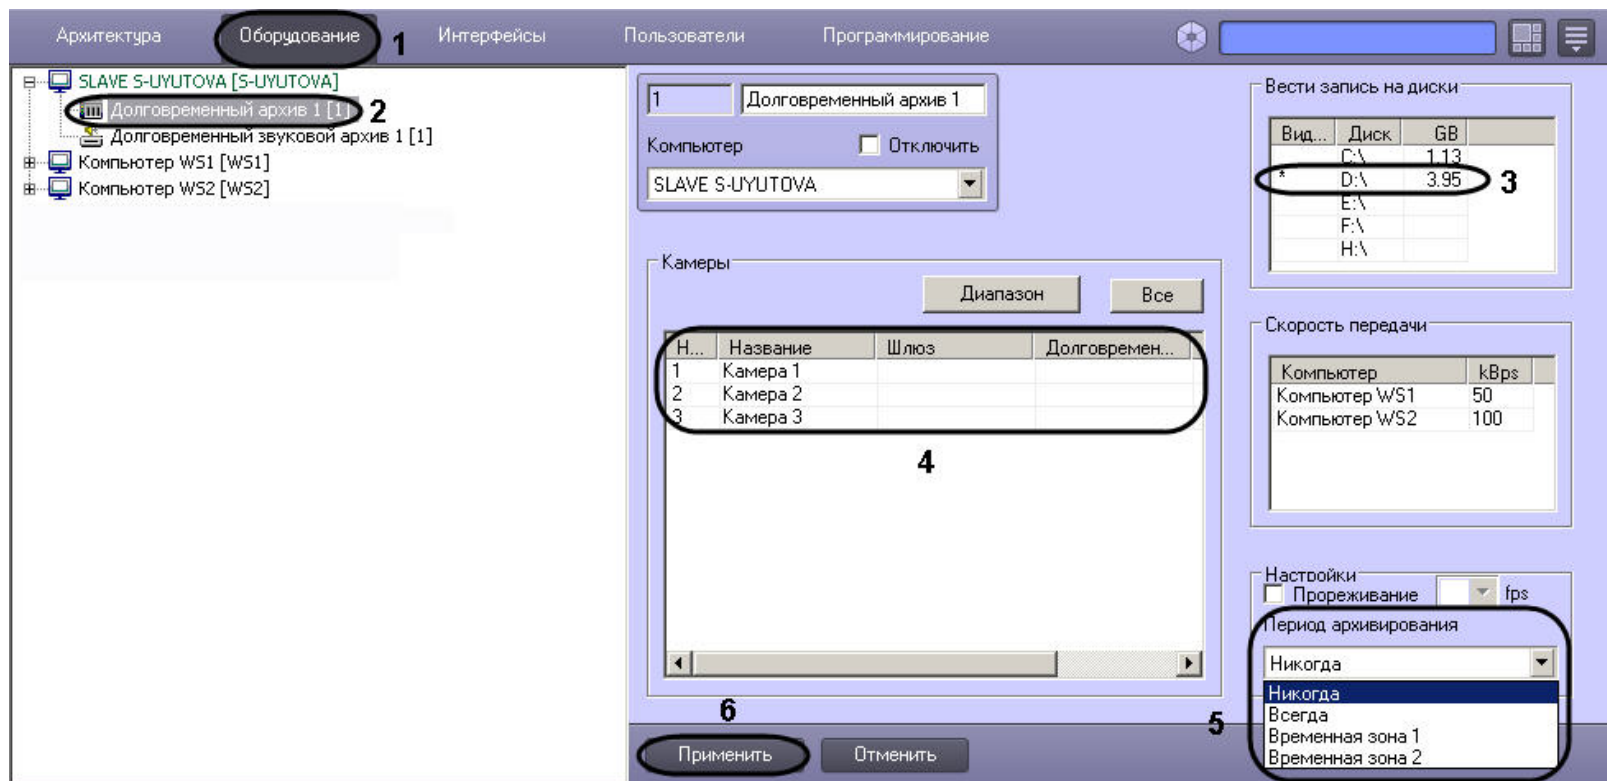 Архитектура Оборудование 1 Интерфейсы Пользователи Программирование
SLAVE S-UYUTOVA [S-UYUTOVA]
Долговременный архив 1 [1] 2
Долговременный звуковой архив 1 [1]
Компьютер WS1 [WS1]
Компьютер WS2 [WS2]
1 Долговременный архив 1
Компьютер Отключить
SLAVE S-UYUTOVA
Камеры
Диапазон Все
Н... Название Шлюз Долговремен...
1 Камера 1
2 Камера 2
3 Камера 3
4
Вести запись на диски
Вид... Диск GB
C:\ 1.13
* D:\ 3.95 3
E:\
F:\
H:\
Скорость передачи
Компьютер kBps
Компьютер WS1 50
Компьютер WS2 100
Настройки
Прореживание fps
Период архивирования
Никогда
Никогда
Всегда
Временная зона 1
Временная зона 2
5
6
Применить Отменить